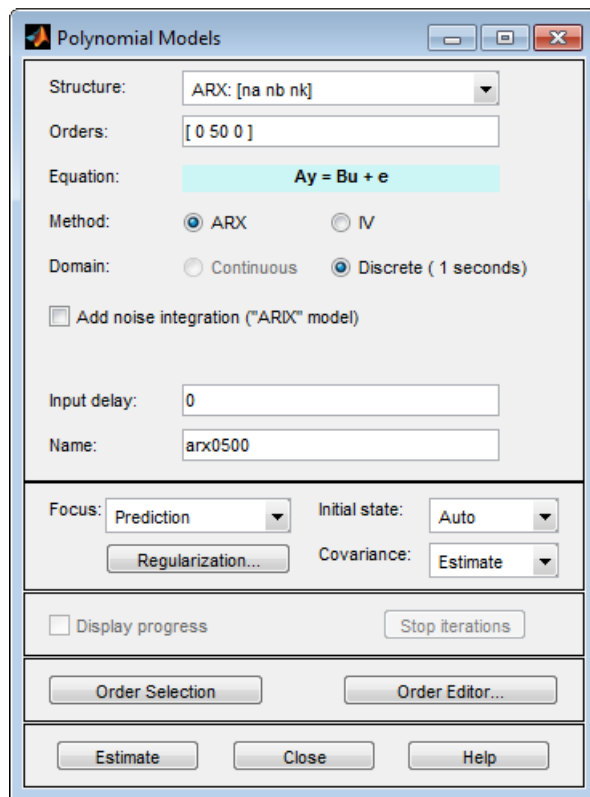 Polynomial Models
Structure: ARX: [na nb nk]
Orders: [ 0 50 0 ]
Equation: Ay = Bu + e
Method: ARX IV
Domain: Continuous Discrete ( 1 seconds)
Add noise integration ("ARIX" model)
Input delay: 0
Name: arx0500
Focus: Prediction Initial state: Auto
Regularization... Covariance: Estimate
Display progress Stop iterations
Order Selection Order Editor...
Estimate Close Help